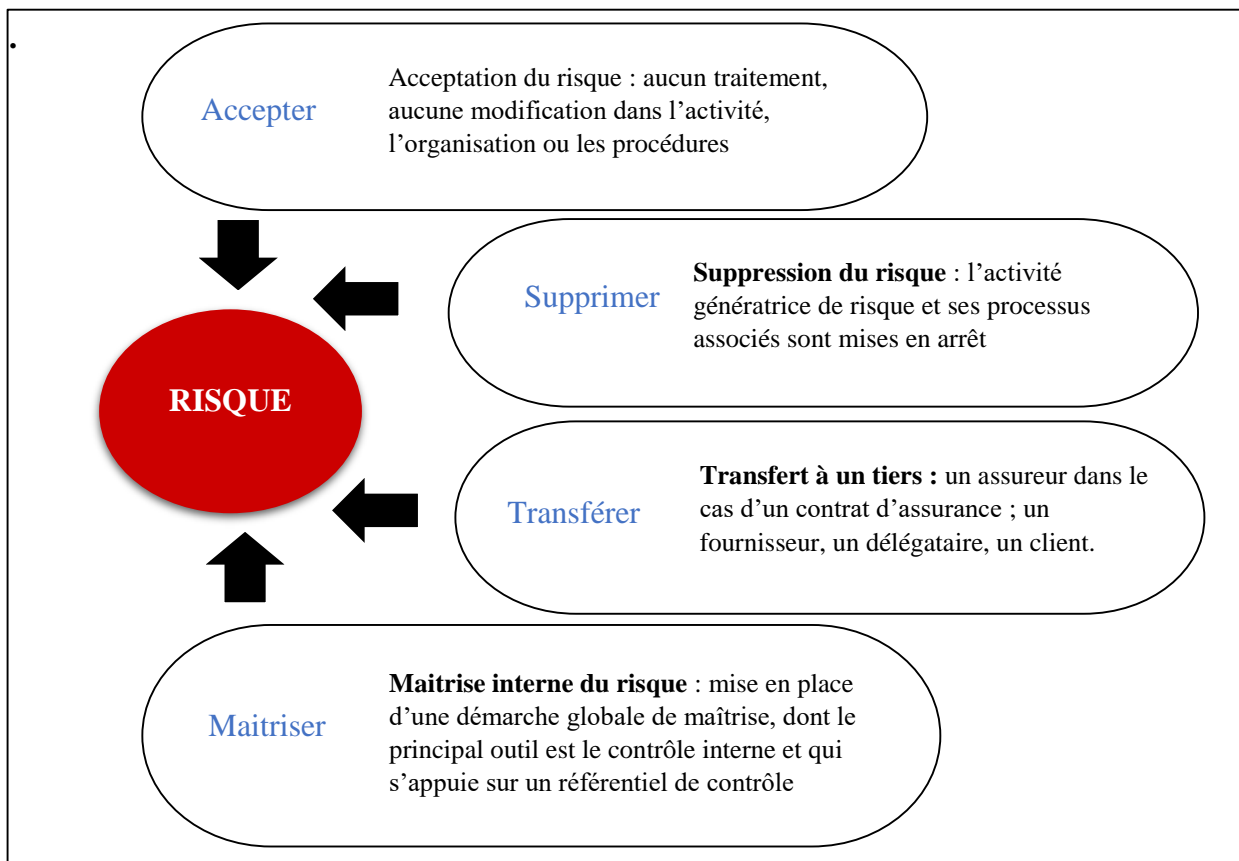 .
Accepter
Acceptation du risque : aucun traitement,
aucune modification dans l’activité,
l’organisation ou les procédures
Supprimer
Suppression du risque : l’activité
génératrice de risque et ses processus
associés sont mises en arrêt
RISQUE
Transférer
Transfert à un tiers : un assureur dans le
cas d’un contrat d’assurance ; un
fournisseur, un délégataire, un client.
Maitriser
Maitrise interne du risque : mise en place
d’une démarche globale de maîtrise, dont le
principal outil est le contrôle interne et qui
s’appuie sur un référentiel de contrôle